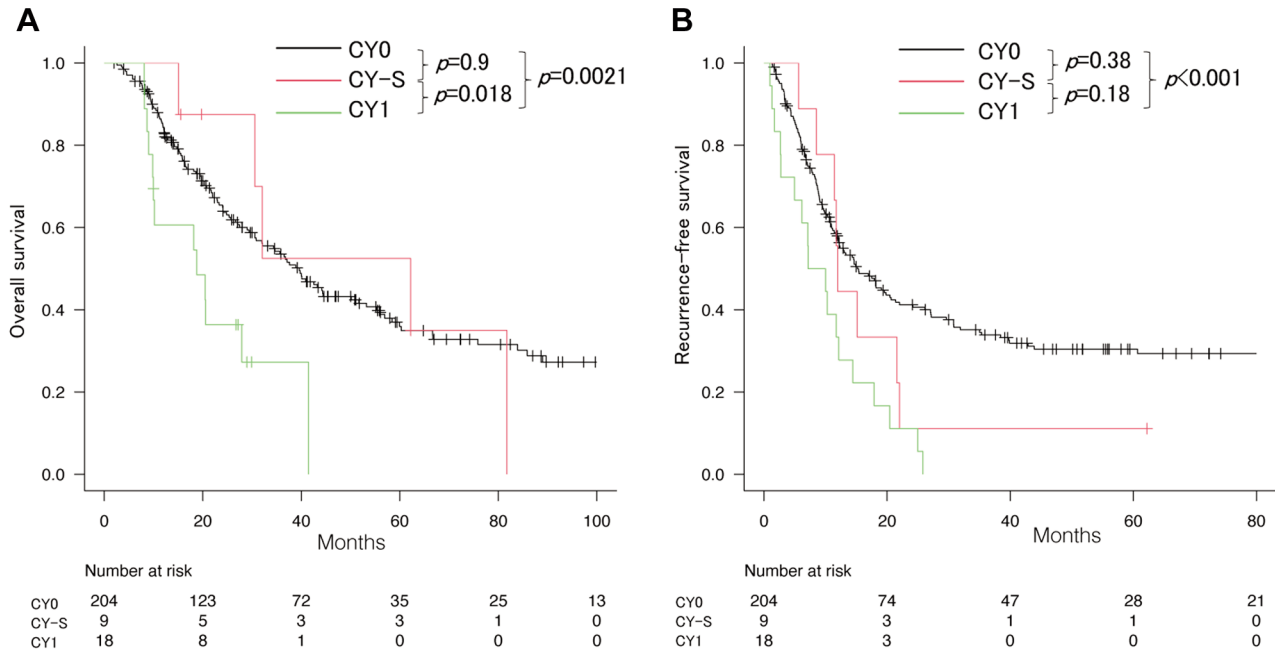 A
CY0
CY-S
CY1
p=0.9
p=0.018
p=0.0021
Overall survival
1.0
0.8
0.6
0.4
0.2
0.0
0 20 40 60 80 100
Months
Number at risk
CY0 204 123 72 35 25 13
CY-S 9 5 3 3 1 0
CY1 18 8 1 0 0 0
B
CY0
CY-S
CY1
p=0.38
p=0.18
p<0.001
Recurrence-free survival
1.0
0.8
0.6
0.4
0.2
0.0
0 20 40 60 80
Months
Number at risk
CY0 204 74 47 28 21
CY-S 9 3 1 1 0
CY1 18 3 0 0 0